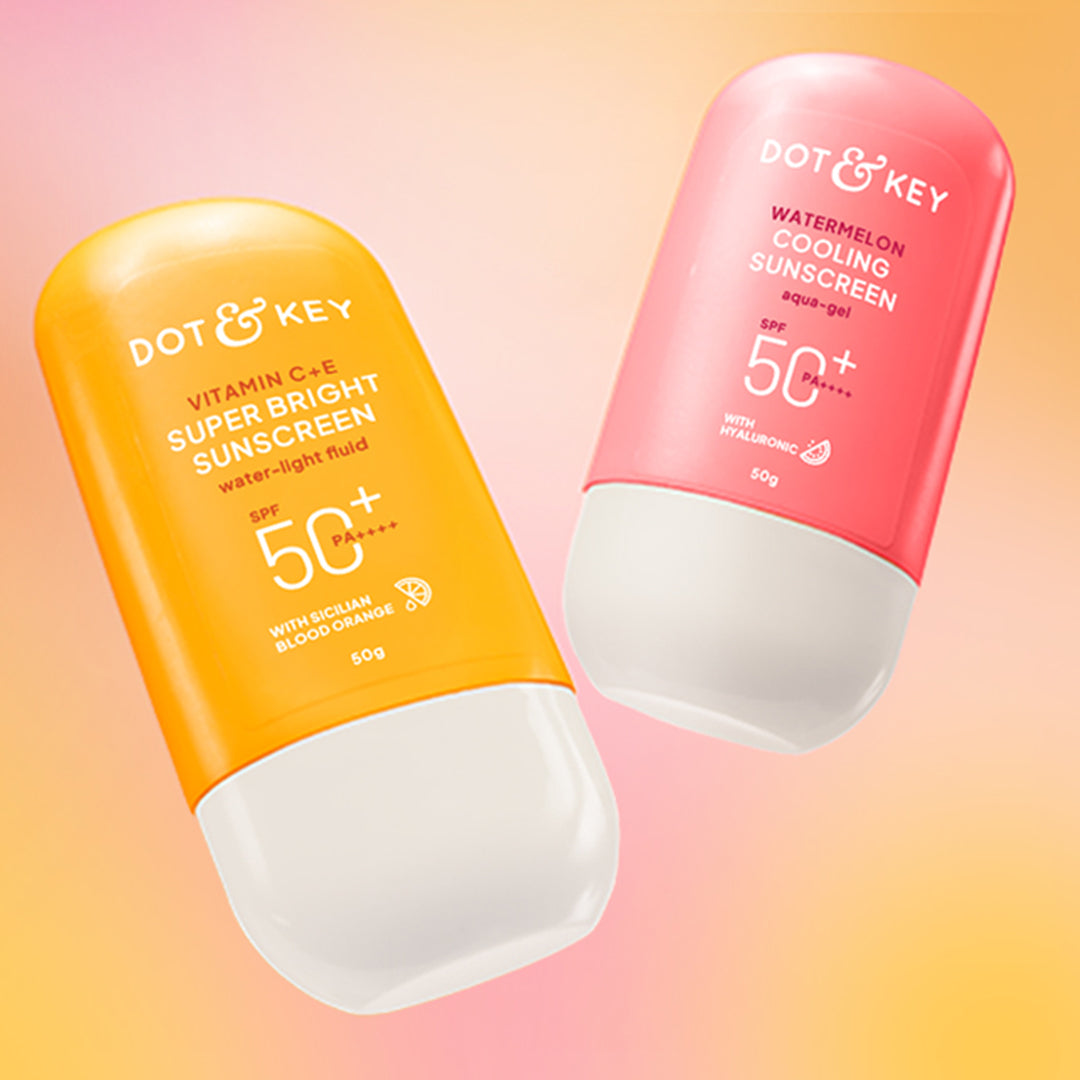 DOT & KEY
VITAMIN C+E
SUPER BRIGHT
SUNSCREEN
water-light fluid
SPF
50+
PA++++
WITH SICILIAN
BLOOD ORANGE
50g
DOT & KEY
WATERMELON
COOLING
SUNSCREEN
aqua-gel
SPF
50+
PA++++
WITH
HYALURONIC
50g